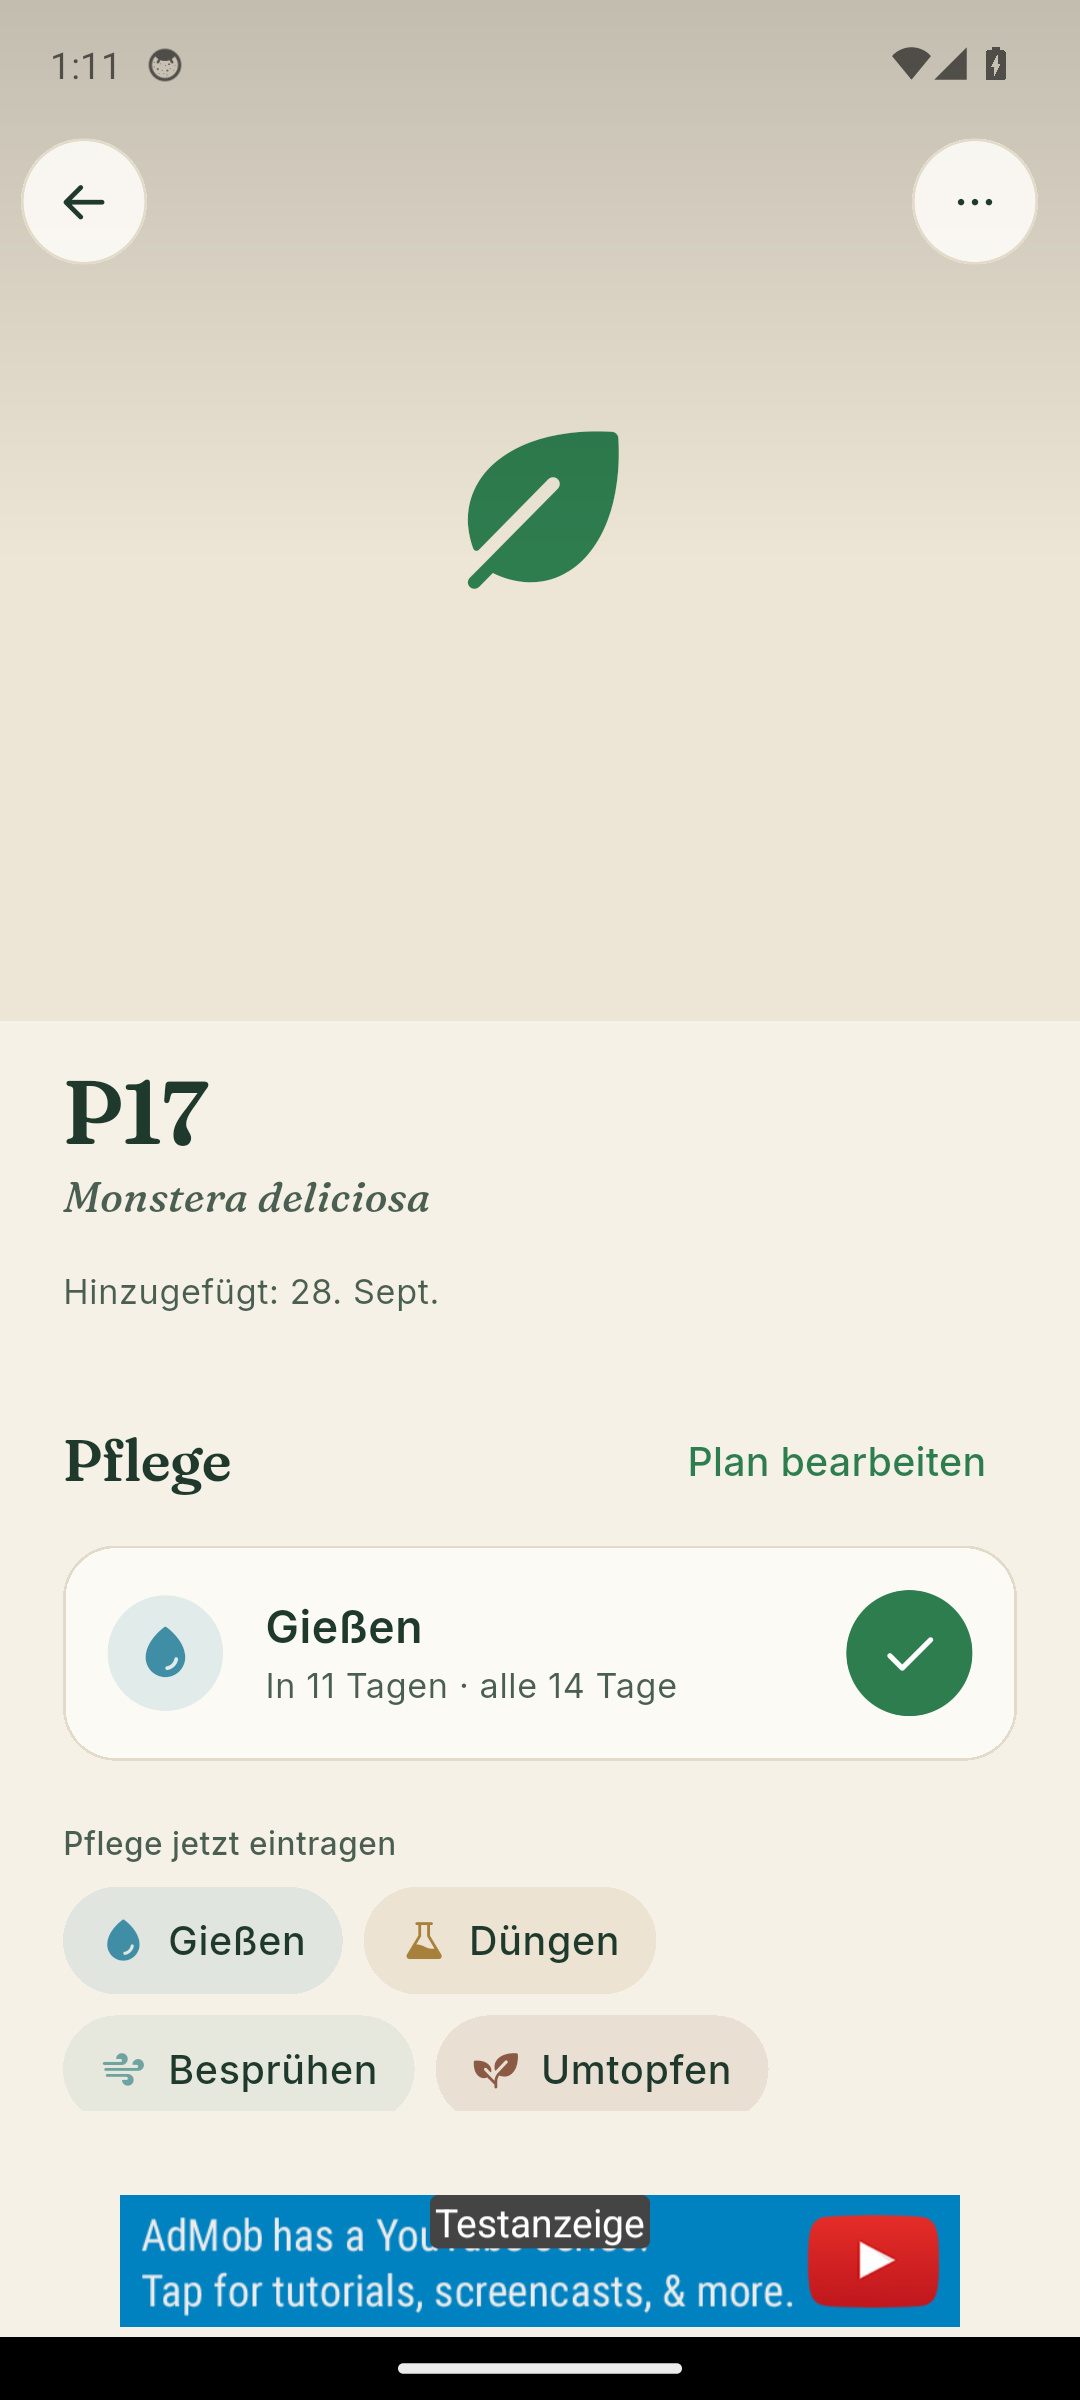 1:11
P17
Monstera deliciosa
Hinzugefügt: 28. Sept.
Pflege
Plan bearbeiten
Gießen
In 11 Tagen · alle 14 Tage
Pflege jetzt eintragen
Gießen
Düngen
Besprühen
Umtopfen
Testanzeige
AdMob has a
Tap for tutorials, screencasts, & more.